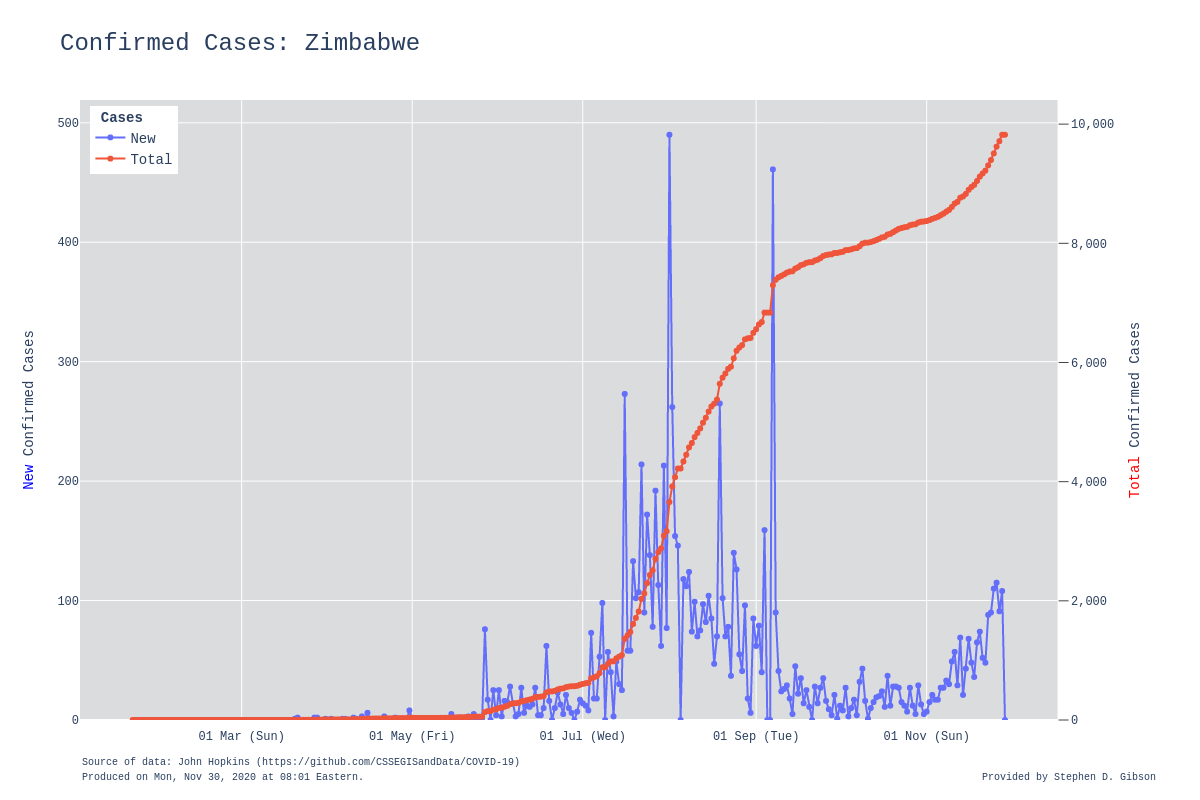 Confirmed Cases: Zimbabwe
Cases
New
Total
500
400
300
200
100
0
10,000
8,000
6,000
4,000
2,000
0
New Confirmed Cases
Total Confirmed Cases
01 Mar (Sun)
01 May (Fri)
01 Jul (Wed)
01 Sep (Tue)
01 Nov (Sun)
Source of data: John Hopkins (https://github.com/CSSEGISandData/COVID-19)
Produced on Mon, Nov 30, 2020 at 08:01 Eastern.
Provided by Stephen D. Gibson